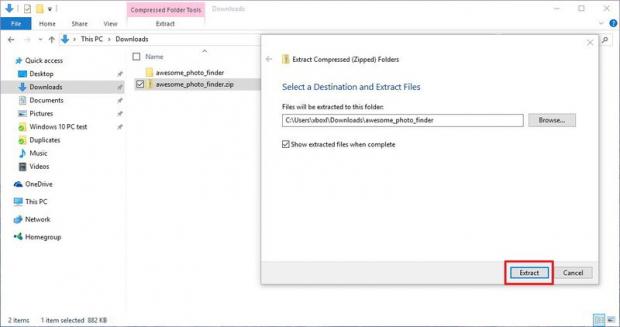 Compressed Folder Tools
Downloads
File
Home
Share
View
Extract
This PC
Downloads
Quick access
Desktop
Downloads
Documents
Pictures
Windows 10 PC test
Duplicates
Music
Videos
OneDrive
This PC
Network
Homegroup
Name
awesome_photo_finder
awesome_photo_finder.zip
Extract Compressed (Zipped) Folders
Select a Destination and Extract Files
Files will be extracted to this folder:
C:\Users\xboxl\Downloads\awesome_photo_finder
Browse...
Show extracted files when complete
Extract
Cancel
2 items
1 item selected 882 KB